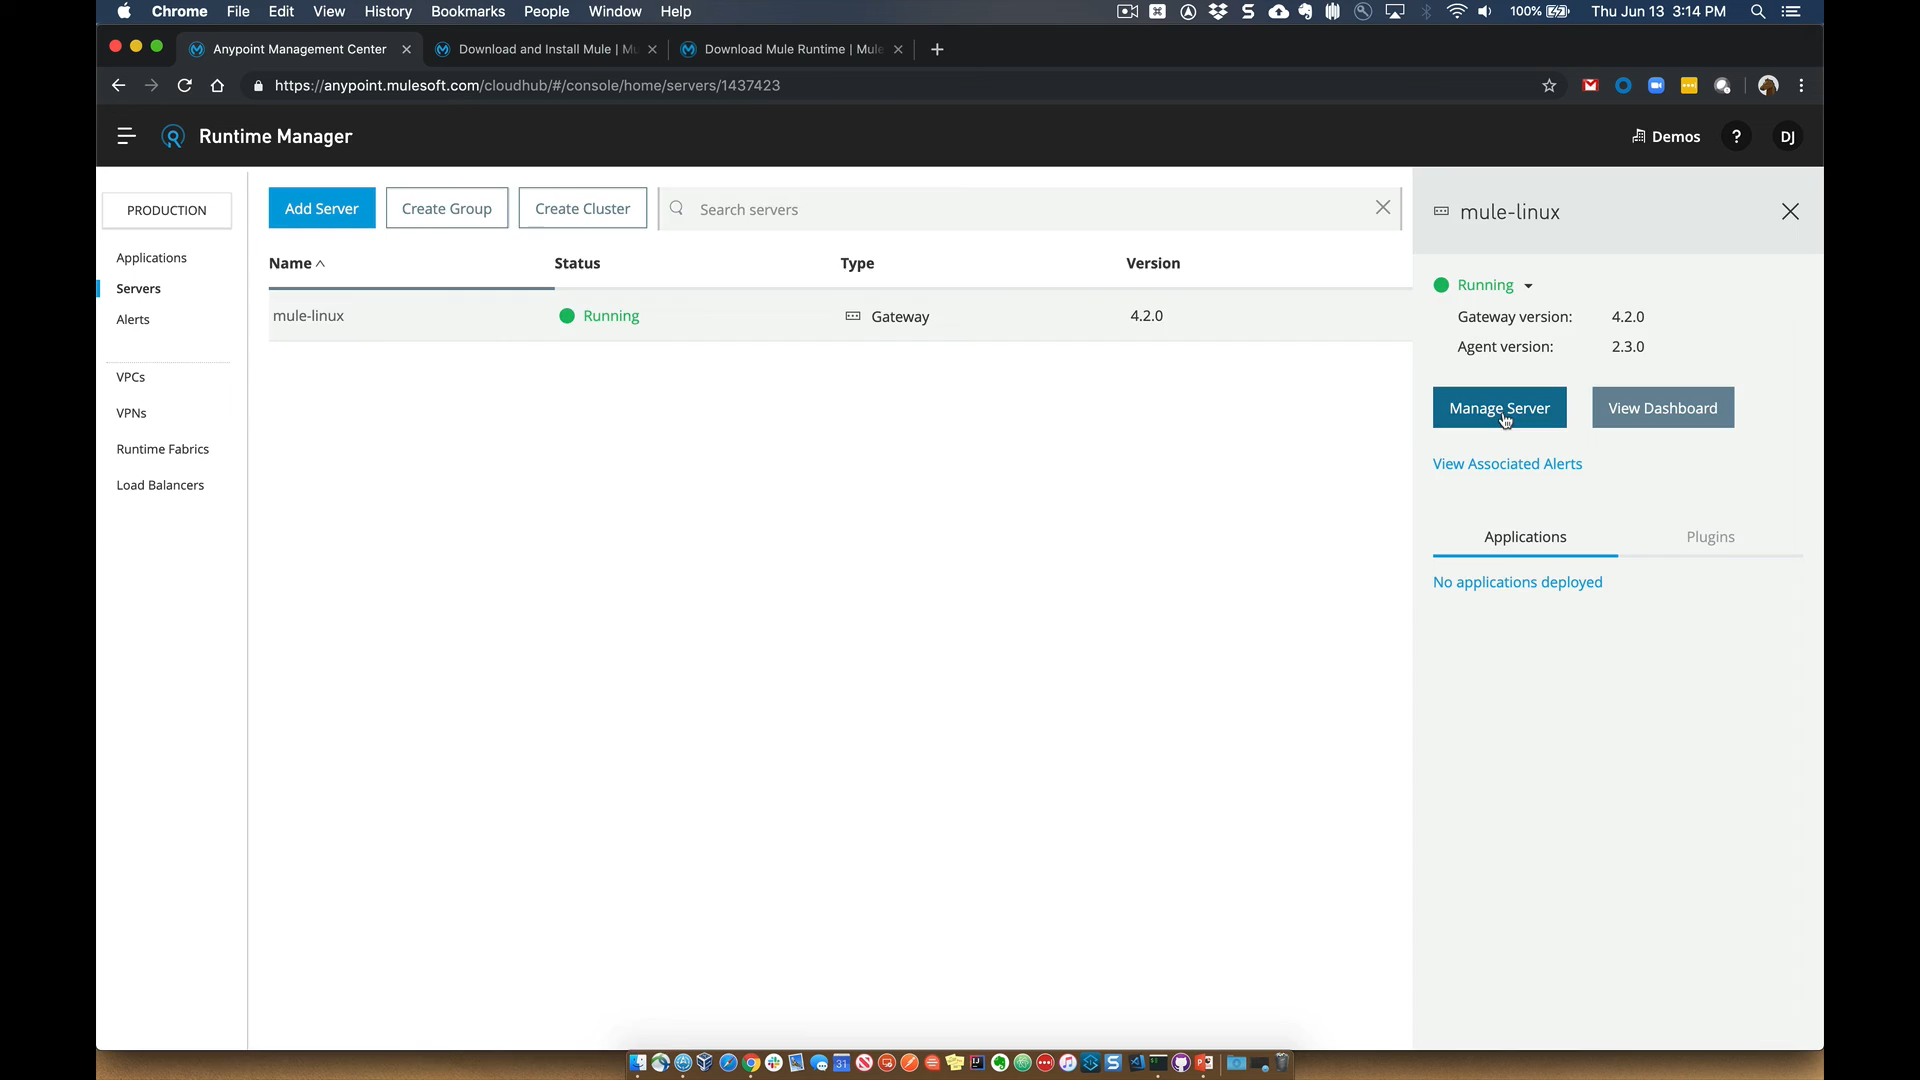 Chrome File Edit View History Bookmarks People Window Help 100% Thu Jun 13 3:14 PM
Anypoint Management Center Download and Install Mule | Mu Download Mule Runtime | Mule
https://anypoint.mulesoft.com/cloudhub/#/console/home/servers/1437423
Runtime Manager Demos ? DJ
PRODUCTION
Applications
Servers
Alerts
VPCs
VPNs
Runtime Fabrics
Load Balancers
Add Server Create Group Create Cluster Search servers
Name Status Type Version
mule-linux Running Gateway 4.2.0
mule-linux
Running
Gateway version: 4.2.0
Agent version: 2.3.0
Manage Server View Dashboard
View Associated Alerts
Applications Plugins
No applications deployed
31